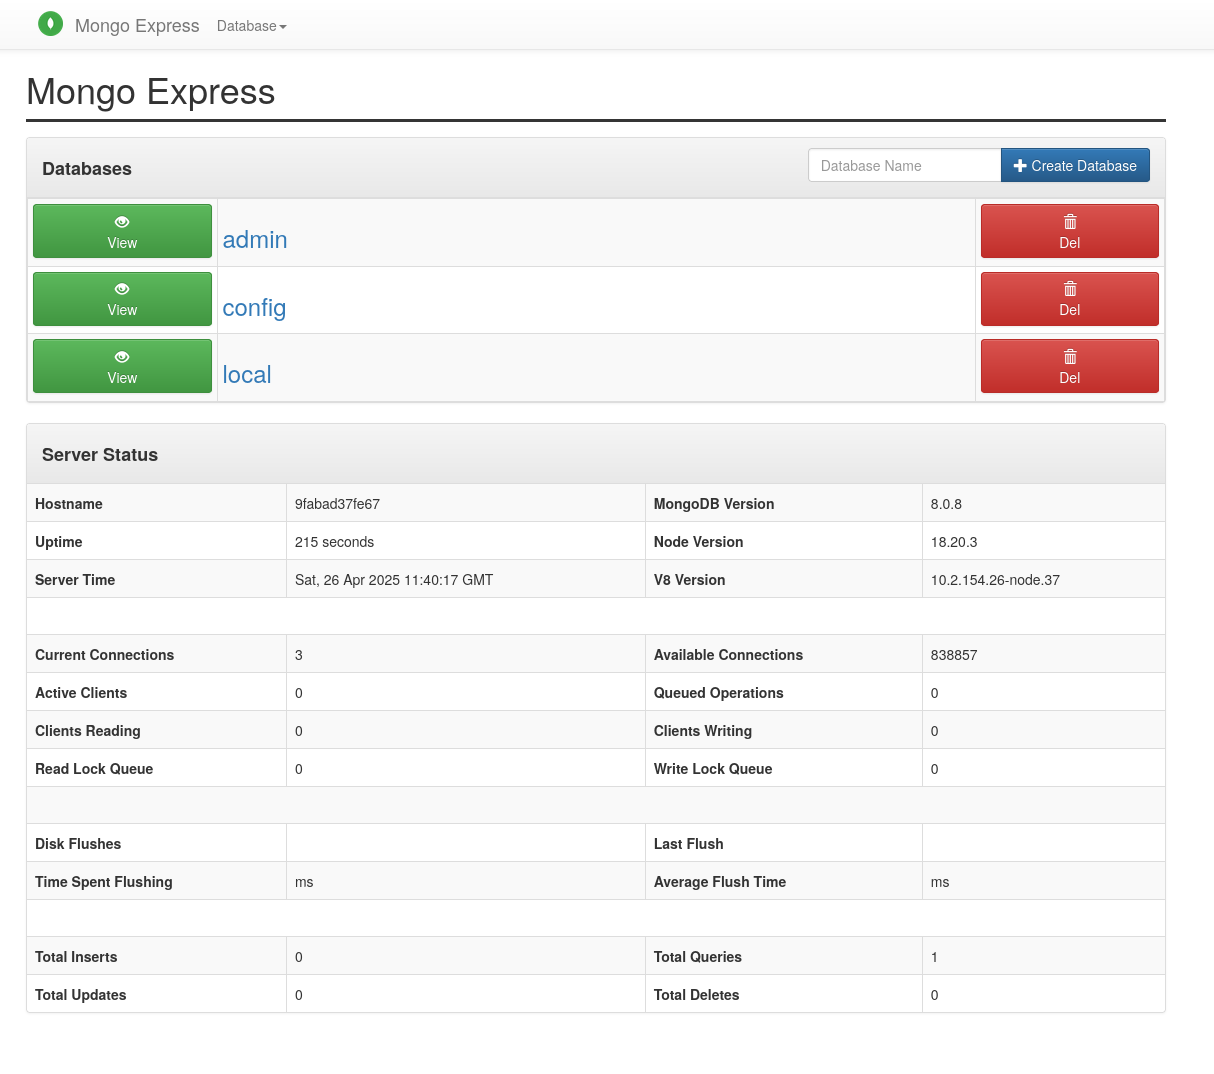 Mongo Express Database
Mongo Express
Databases Database Name Create Database
View admin Del
View config Del
View local Del
Server Status
Hostname 9fabad37fe67 MongoDB Version 8.0.8
Uptime 215 seconds Node Version 18.20.3
Server Time Sat, 26 Apr 2025 11:40:17 GMT V8 Version 10.2.154.26-node.37
Current Connections 3 Available Connections 838857
Active Clients 0 Queued Operations 0
Clients Reading 0 Clients Writing 0
Read Lock Queue 0 Write Lock Queue 0
Disk Flushes Last Flush
Time Spent Flushing ms Average Flush Time ms
Total Inserts 0 Total Queries 1
Total Updates 0 Total Deletes 0